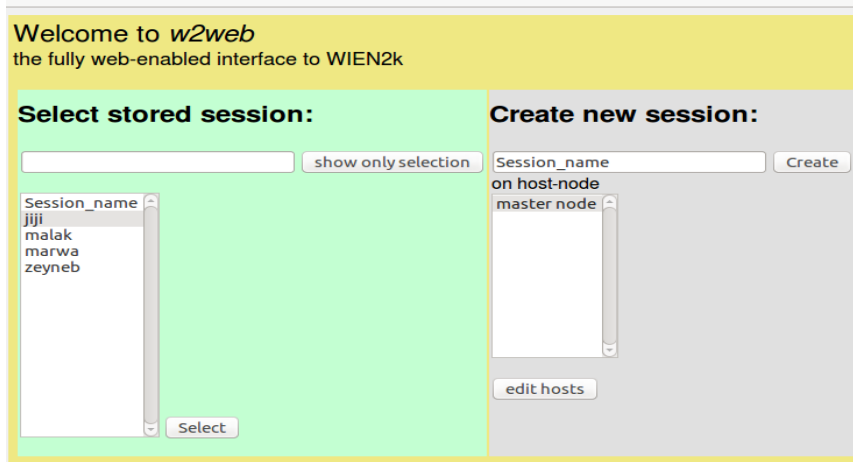 Welcome to w2web
the fully web-enabled interface to WIEN2k
Select stored session:
show only selection
Session_name
jiji
malak
marwa
zeyneb
Select
Create new session:
Session_name
Create
on host-node
master node
edit hosts